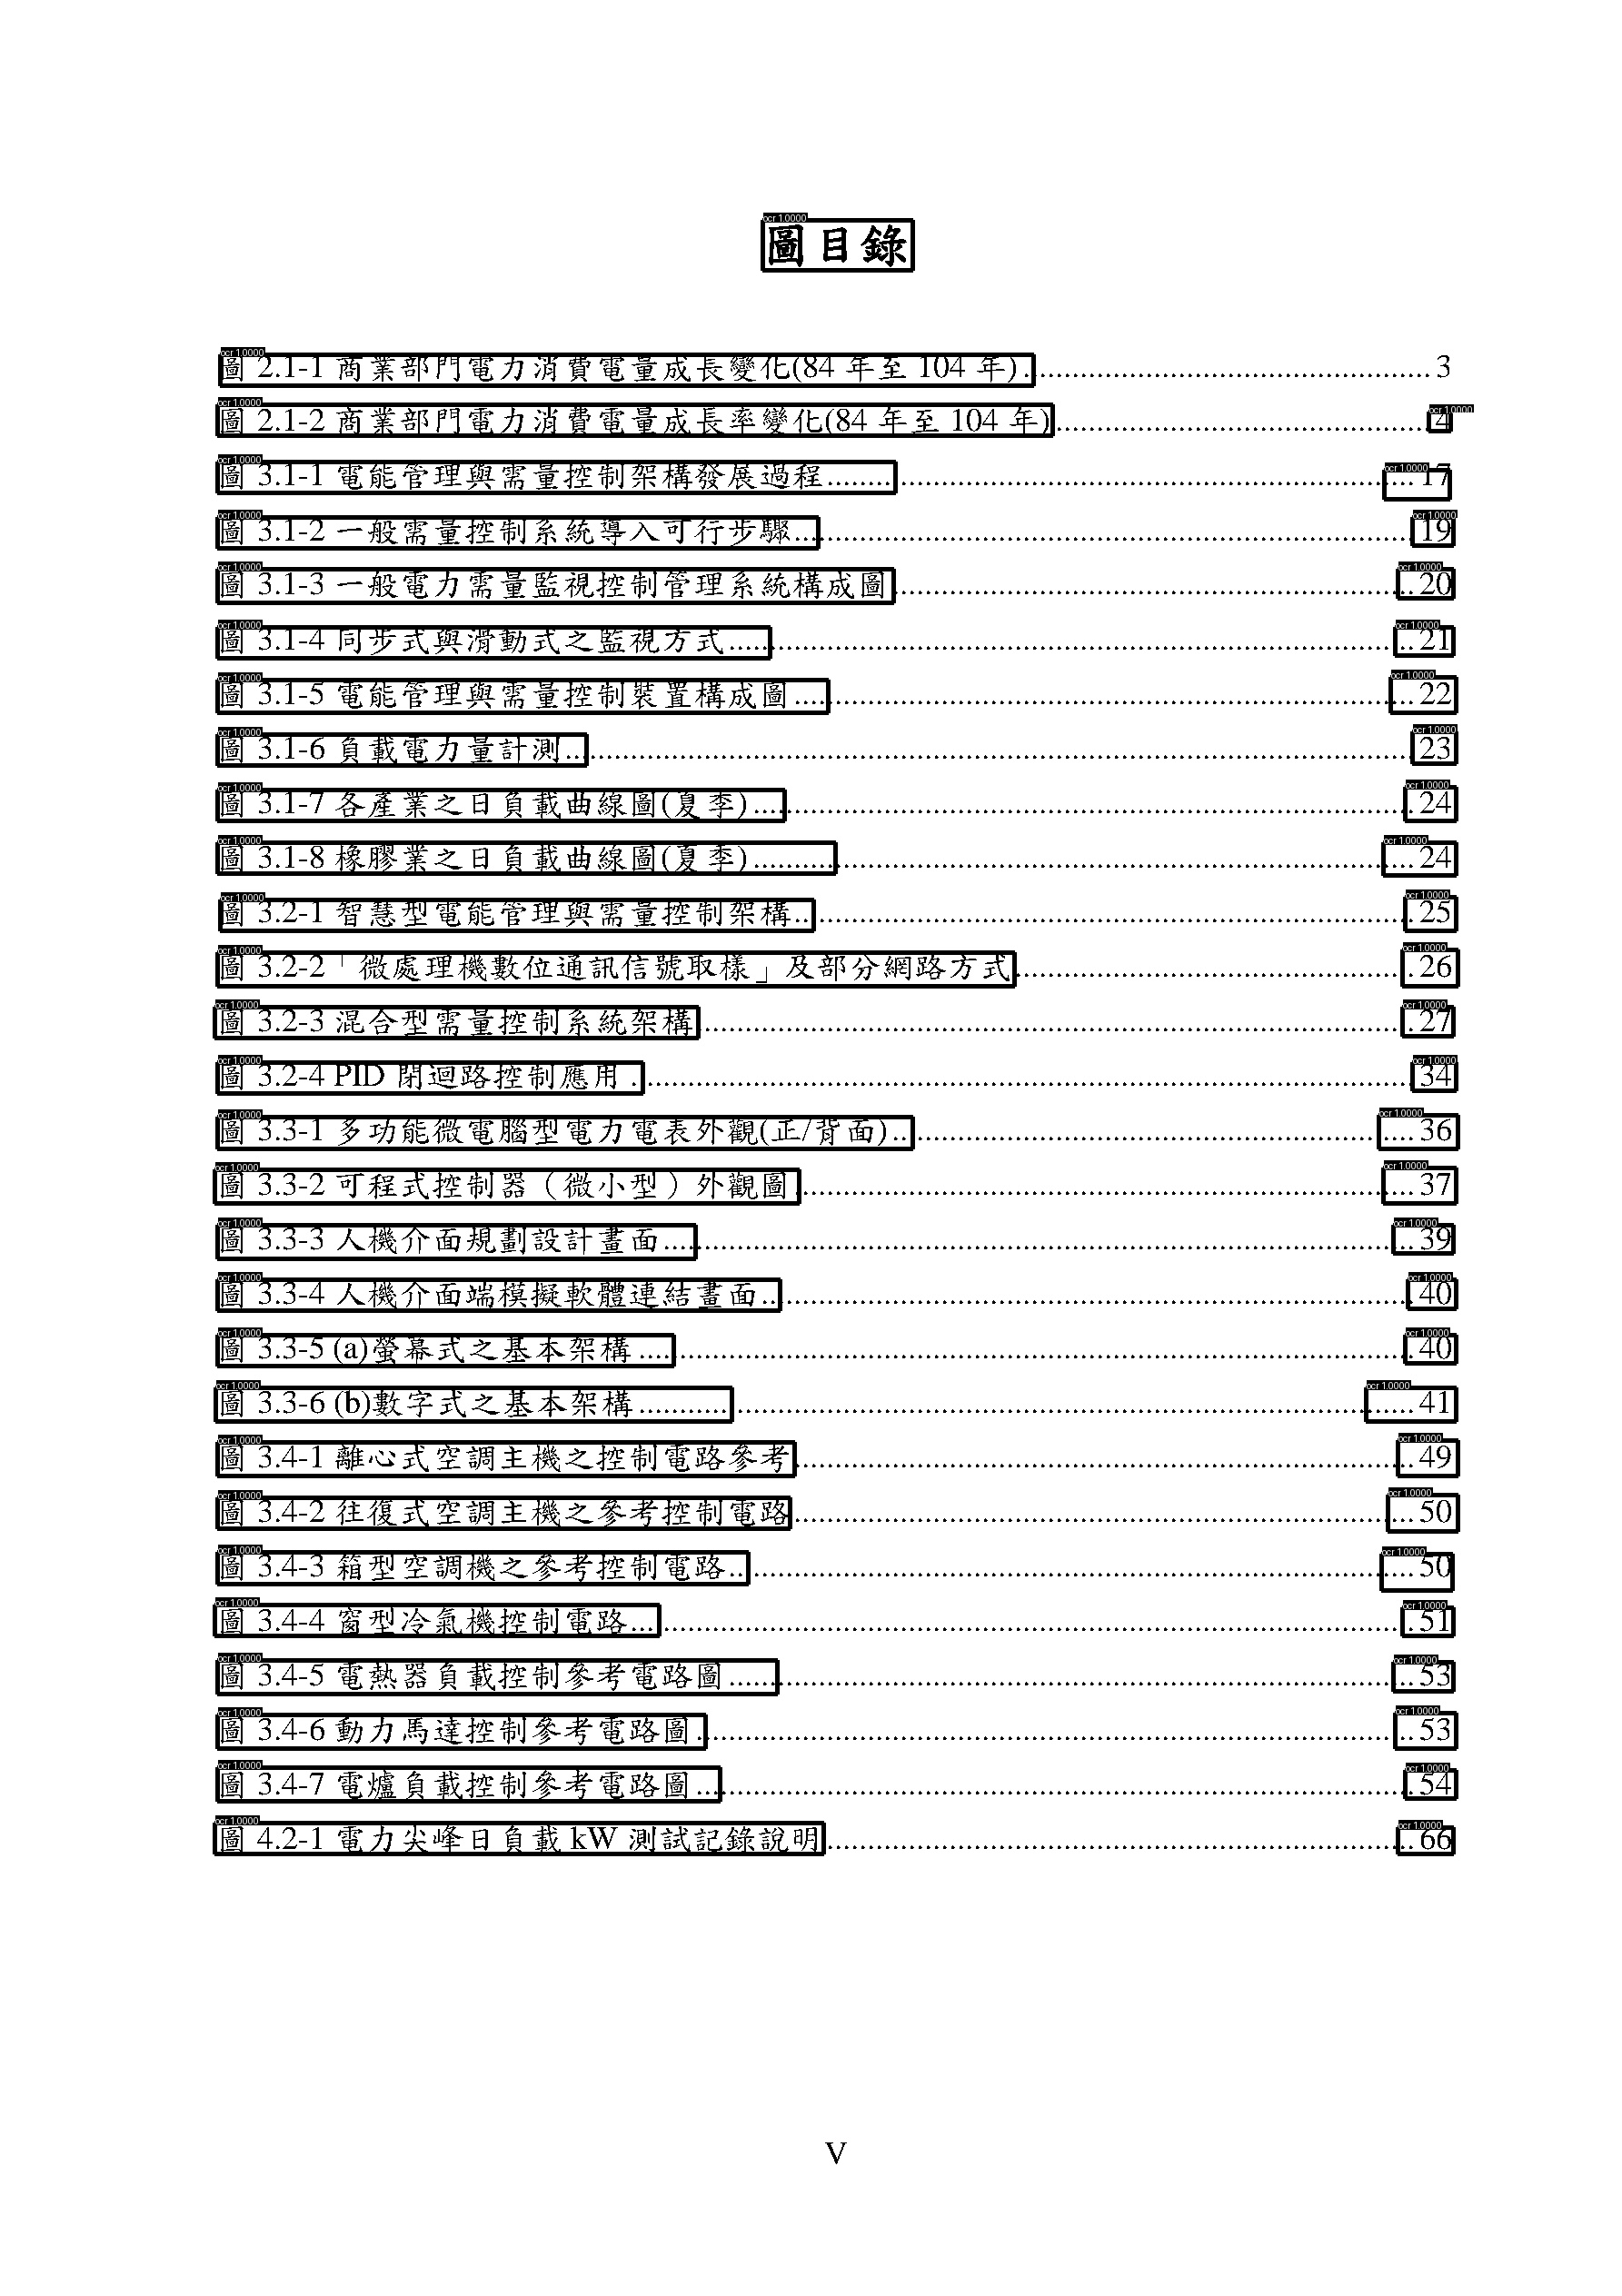 圖目錄
圖 2.1-1 商業部門電力消費電量成長變化(84 年至 104 年) ........ 3
圖 2.1-2 商業部門電力消費電量成長率變化(84 年至 104 年) ........ 4
圖 3.1-1 電能管理與需量控制架構發展過程 ........ 17
圖 3.1-2 一般需量控制系統導入可行步驟 ........ 19
圖 3.1-3 一般電力需量監視控制管理系統構成圖 ........ 20
圖 3.1-4 同步式與滑動式之監視方式 ........ 21
圖 3.1-5 電能管理與需量控制裝置構成圖 ........ 22
圖 3.1-6 負載電力量計測 ........ 23
圖 3.1-7 各產業之日負載曲線圖(夏季) ........ 24
圖 3.1-8 橡膠業之日負載曲線圖(夏季) ........ 24
圖 3.2-1 智慧型電能管理與需量控制架構 ........ 25
圖 3.2-2「微處理機數位通訊信號取樣」及部分網路方式 ........ 26
圖 3.2-3 混合型需量控制系統架構 ........ 27
圖 3.2-4 PID 閉迴路控制應用 ........ 34
圖 3.3-1 多功能微電腦型電力電表外觀(正/背面) ........ 36
圖 3.3-2 可程式控制器（微小型）外觀圖 ........ 37
圖 3.3-3 人機介面規劃設計畫面 ........ 39
圖 3.3-4 人機介面端模擬軟體連結畫面 ........ 40
圖 3.3-5 (a)螢幕式之基本架構 ........ 40
圖 3.3-6 (b)數字式之基本架構 ........ 41
圖 3.4-1 離心式空調主機之控制電路參考 ........ 49
圖 3.4-2 往復式空調主機之參考控制電路 ........ 50
圖 3.4-3 箱型空調機之參考控制電路 ........ 50
圖 3.4-4 窗型冷氣機控制電路 ........ 51
圖 3.4-5 電熱器負載控制參考電路圖 ........ 53
圖 3.4-6 動力馬達控制參考電路圖 ........ 53
圖 3.4-7 電爐負載控制參考電路圖 ........ 54
圖 4.2-1 電力尖峰日負載 kW 測試記錄說明 ........ 66
V